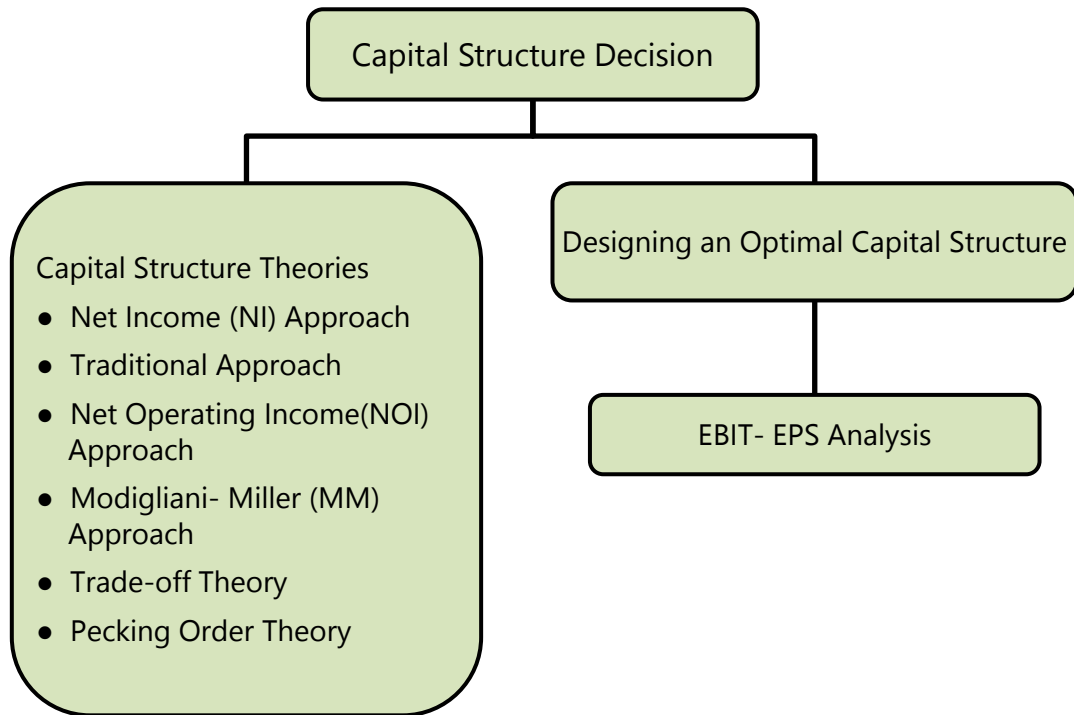 Capital Structure Decision
Capital Structure Theories
● Net Income (NI) Approach
● Traditional Approach
● Net Operating Income(NOI)
Approach
● Modigliani- Miller (MM)
Approach
● Trade-off Theory
● Pecking Order Theory
Designing an Optimal Capital Structure
EBIT- EPS Analysis